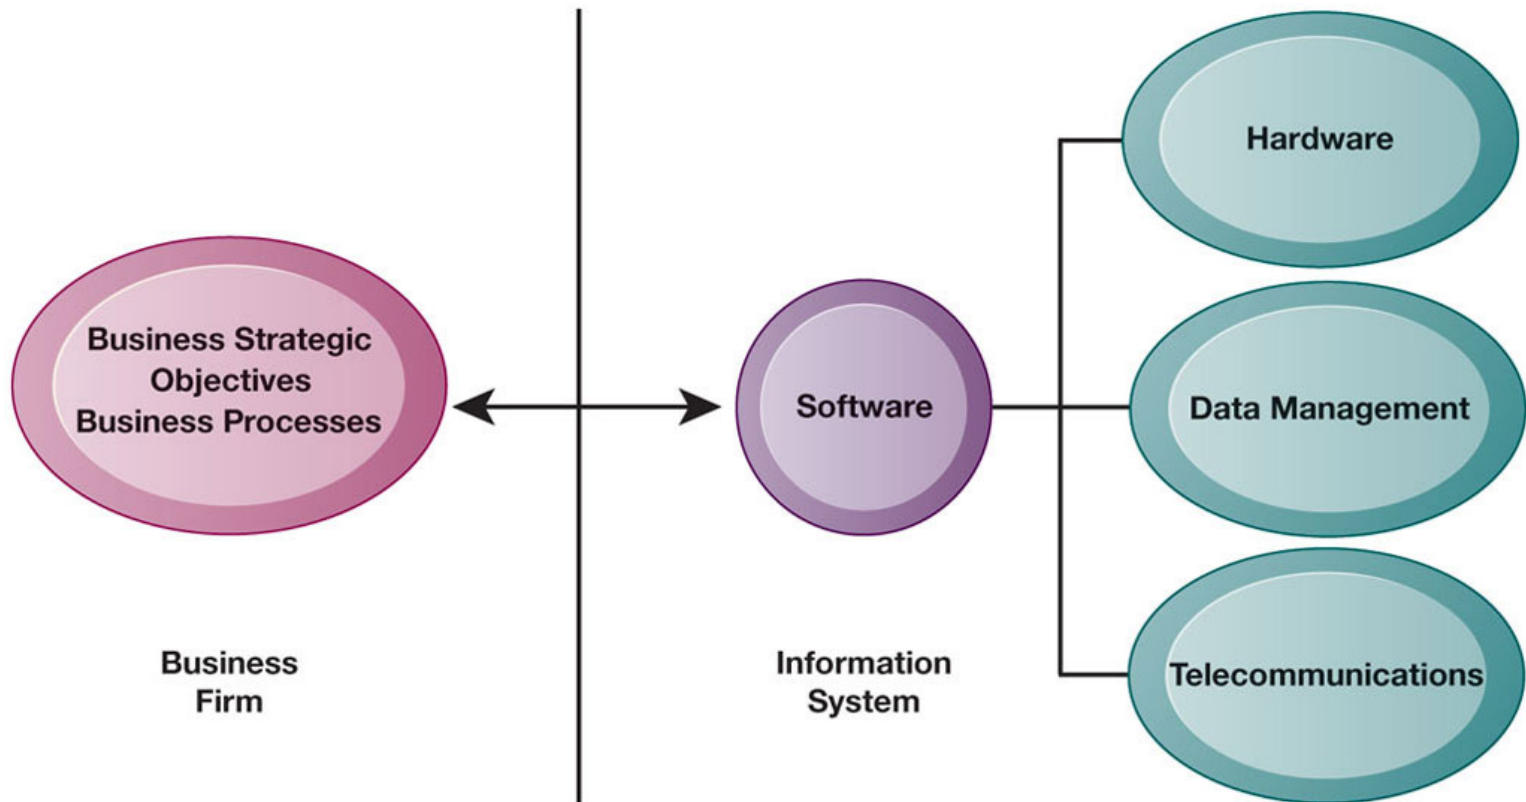 Business Strategic
Objectives
Business Processes
Business
Firm
Software
Information
System
Hardware
Data Management
Telecommunications